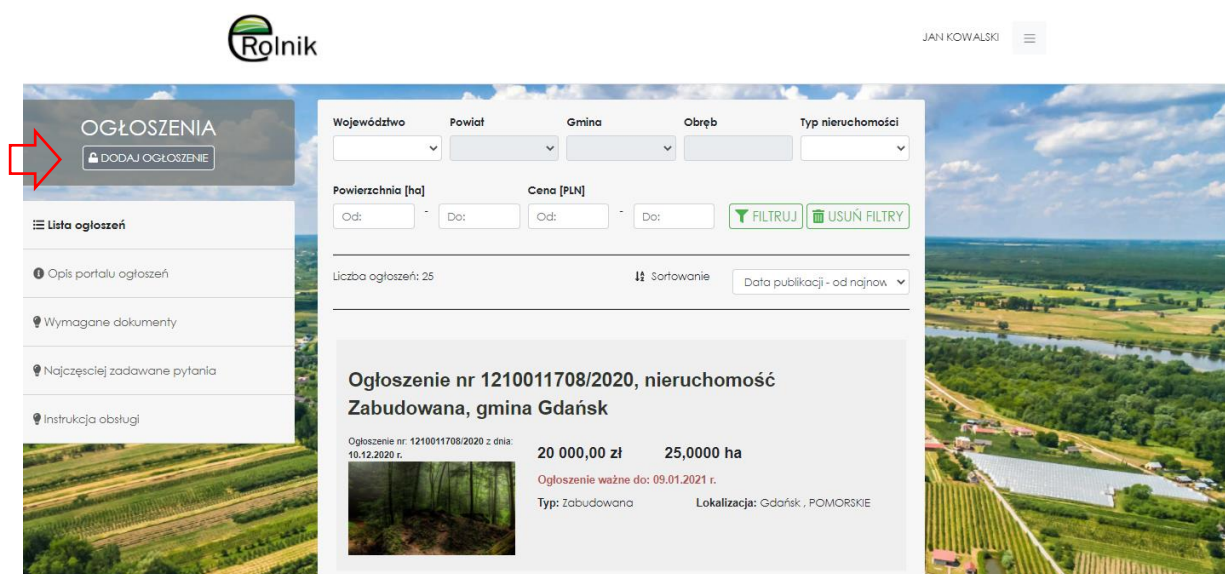 eRolnik
JAN KOWALSKI
OGŁOSZENIA
DODAJ OGŁOSZENIE
Lista ogłoszeń
Opis portalu ogłoszeń
Wymagane dokumenty
Najczęsciej zadawane pytania
Instrukcja obsługi
Województwo Powiat Gmina Obręb Typ nieruchomości
Powierzchnia [ha] Cena [PLN]
Od: - Do: Od: - Do: FILTRUJ USUŃ FILTRY
Liczba ogłoszeń: 25 Sortowanie Data publikacji - od najnow
Ogłoszenie nr 1210011708/2020, nieruchomość
Zabudowana, gmina Gdańsk
Ogłoszenie nr: 1210011708/2020 z dnia:
10.12.2020 r.
20 000,00 zł 25,0000 ha
Ogłoszenie ważne do: 09.01.2021 r.
Typ: Zabudowana Lokalizacja: Gdańsk , POMORSKIE